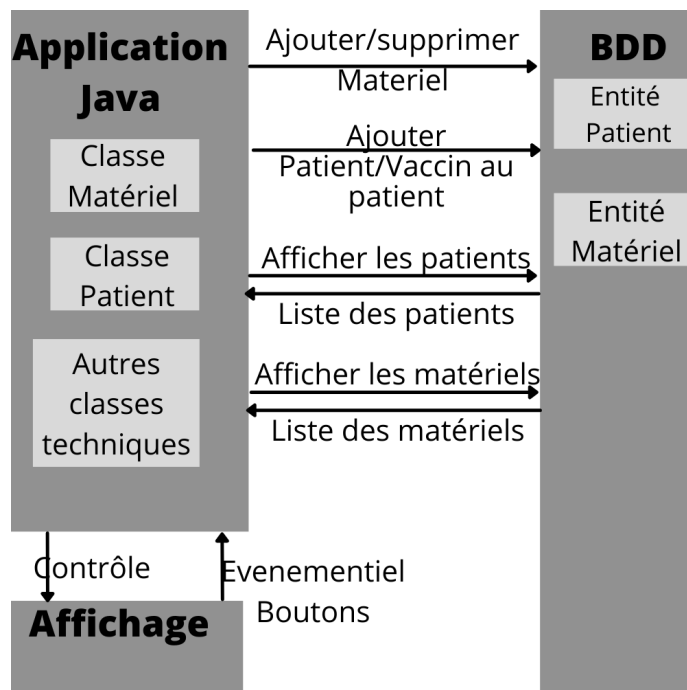 Application
Java
Classe
Matériel
Classe
Patient
Autres
classes
techniques
Ajouter/supprimer
Materiel
Ajouter
Patient/Vaccin au
patient
Afficher les patients
Liste des patients
Afficher les matériels
Liste des matériels
BDD
Entité
Patient
Entité
Matériel
Contrôle
Evenementiel
Boutons
Affichage